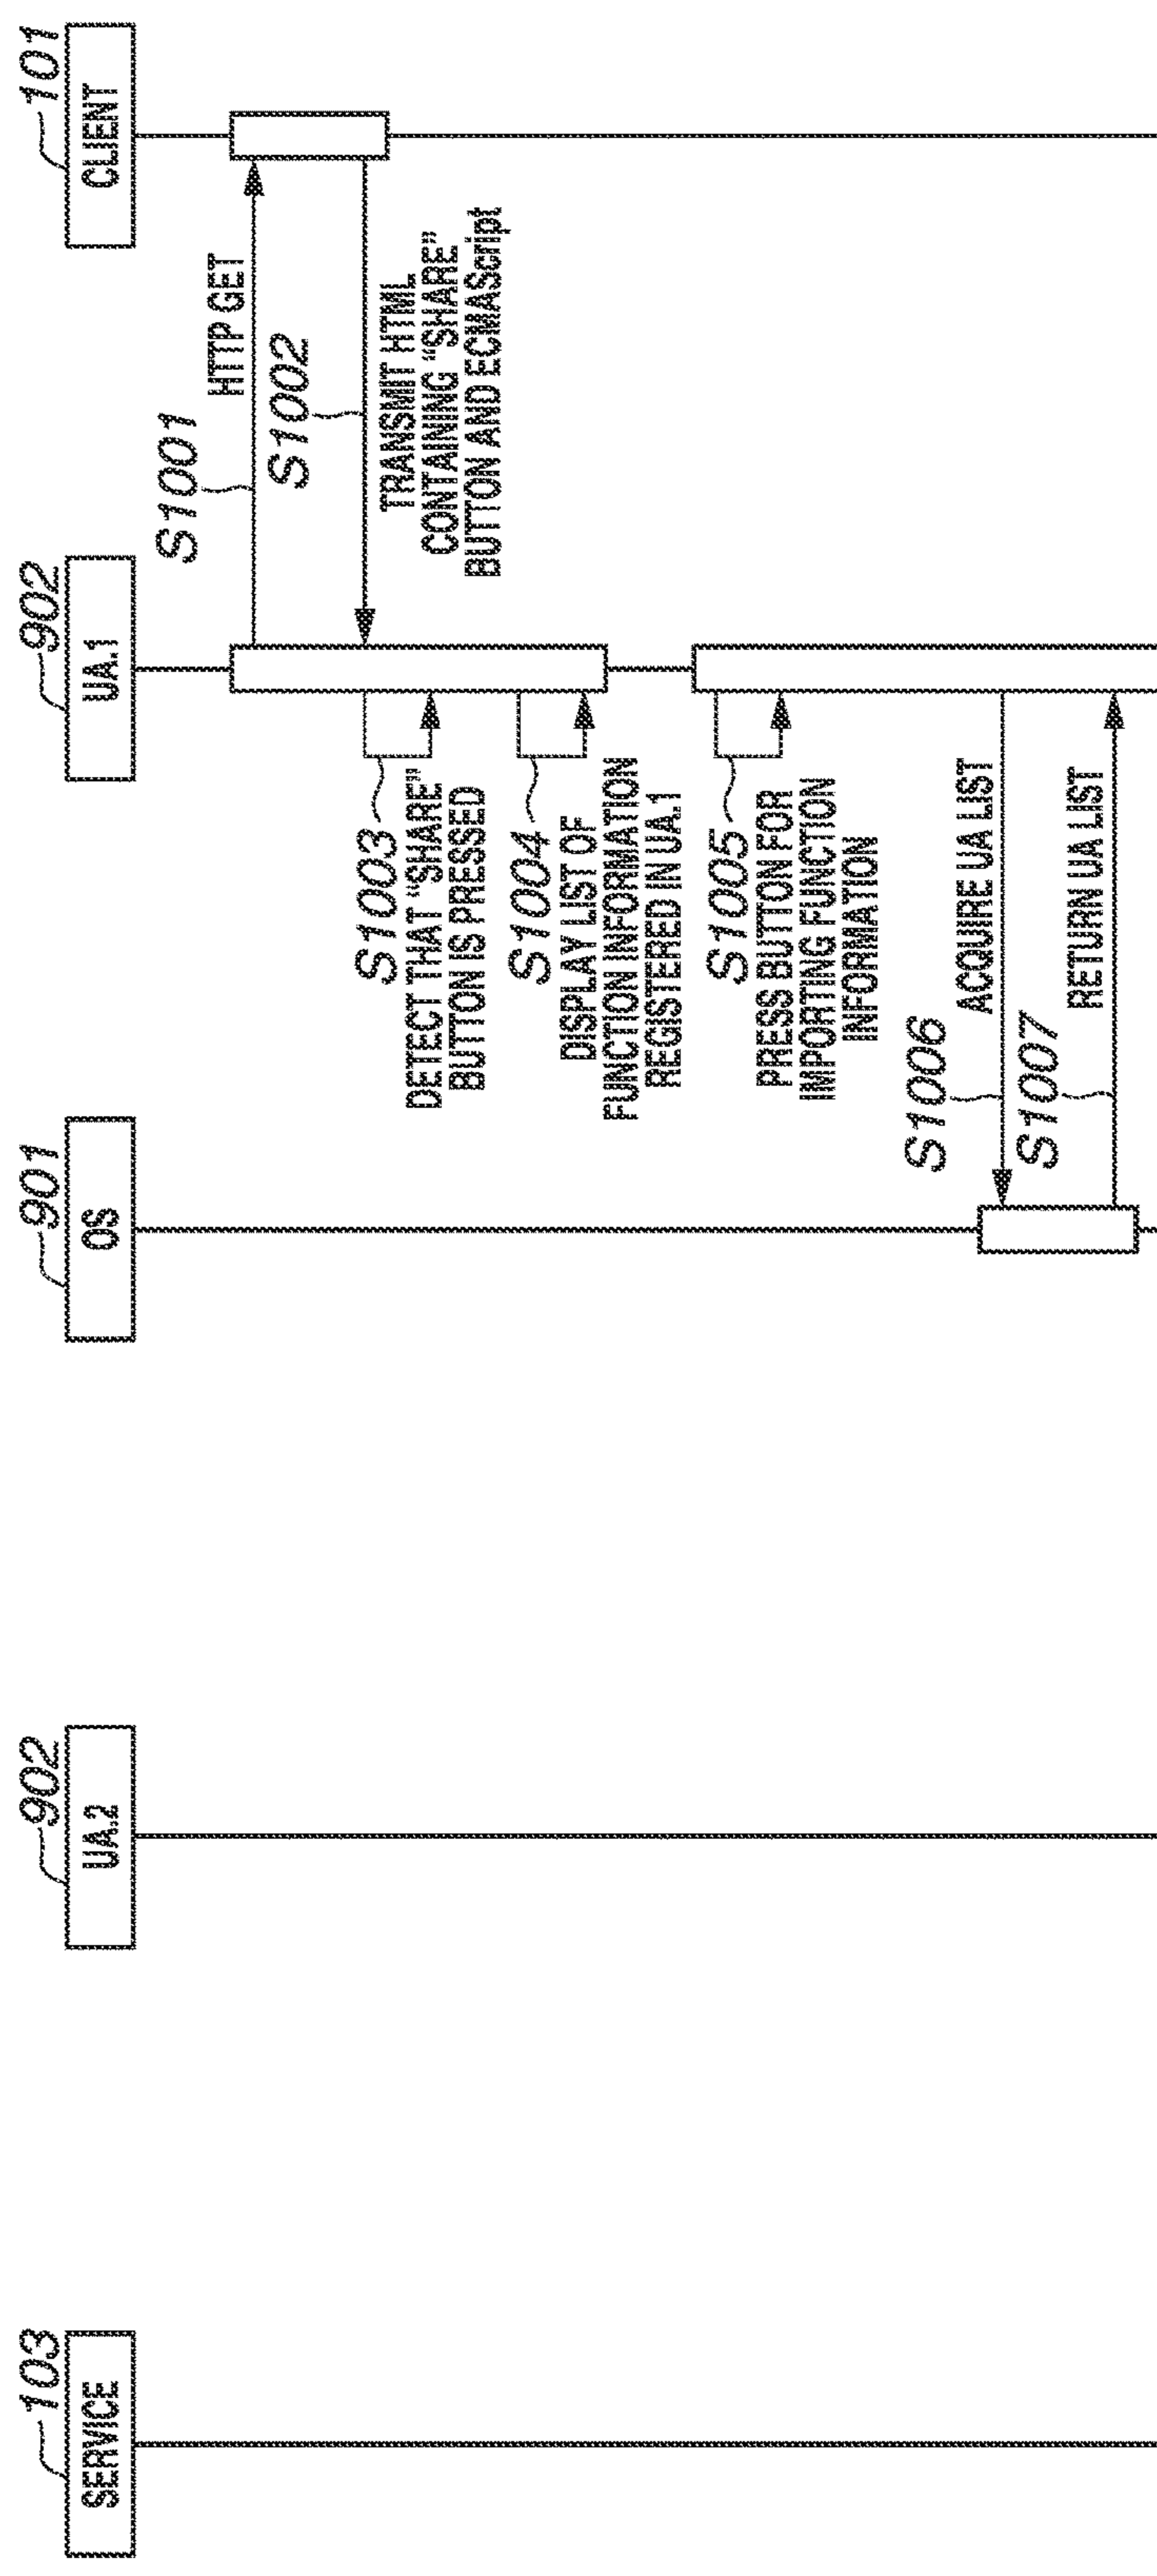 103
SERVICE
902
UA.2
901
OS
902
UA.1
101
CLIENT
S1001
HTTP GET
S1002
TRANSMIT HTML
CONTAINING “SHARE”
BUTTON AND ECMAScript
S1003
DETECT THAT “SHARE”
BUTTON IS PRESSED
S1004
DISPLAY LIST OF
FUNCTION INFORMATION
REGISTERED IN UA.1
S1005
PRESS BUTTON FOR
IMPORTING FUNCTION
INFORMATION
S1006
ACQUIRE UA LIST
S1007
RETURN UA LIST